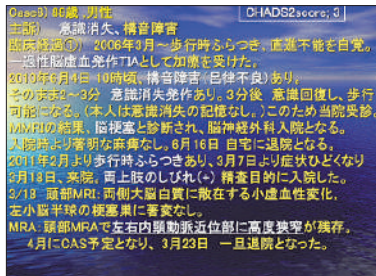 Case3) 86歳，男性 CHADS2score; 3
主訴） 意識消失、構音障害
臨床経過①） 2006年3月～歩行時ふらつき、直進不能を自覚。
一過性脳虚血発作TIAとして加療を受けた。
2013年6月4日 10時頃、構音障害（呂律不良）あり。
そのまま2～3分 意識消失発作あり。3分後 意識回復し、歩行
可能になる。（本人は意識消失の記憶なし。）このため当院受診。
MMRIの結果、脳梗塞と診断され、脳神経外科入院となる。
入院時より著明な麻痺なし。6月16日 自宅に退院となる。
2011年2月より歩行時ふらつきあり、3月7日より症状ひどくなり
3月18日、来院。両上肢のしびれ(+) 精査目的に入院した。
3/18 頭部MRI：両側大脳白質に散在する小虚血性変化，
左小脳半球の梗塞巣に著変なし。
MRA：頭部MRAで左右内頸動脈近位部に高度狭窄が残存。
4月にCAS予定となり、3月23日 一旦退院となった。